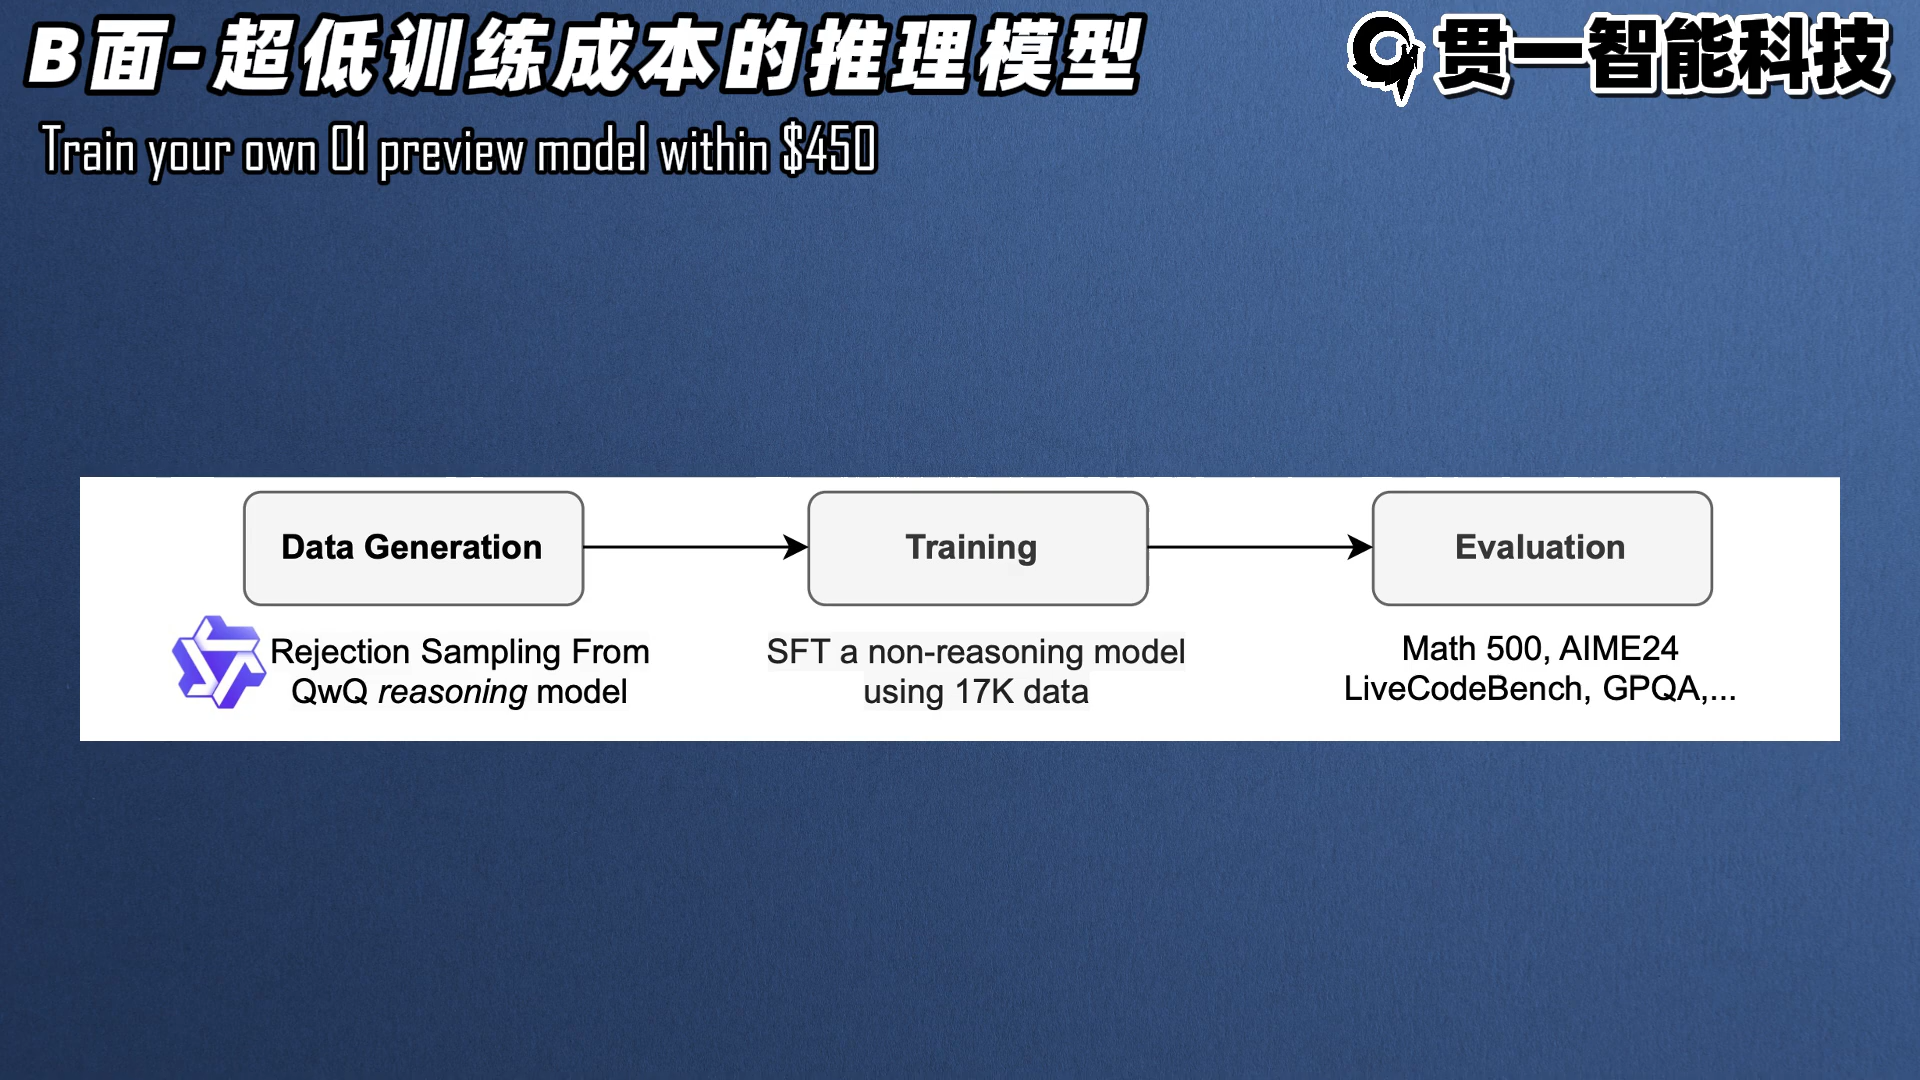 B面-超低训练成本的推理模型
贯一智能科技
Train your own O1 preview model within $450
Data Generation
Training
Evaluation
Rejection Sampling From
QwQ reasoning model
SFT a non-reasoning model
using 17K data
Math 500, AIME24
LiveCodeBench, GPQA,...